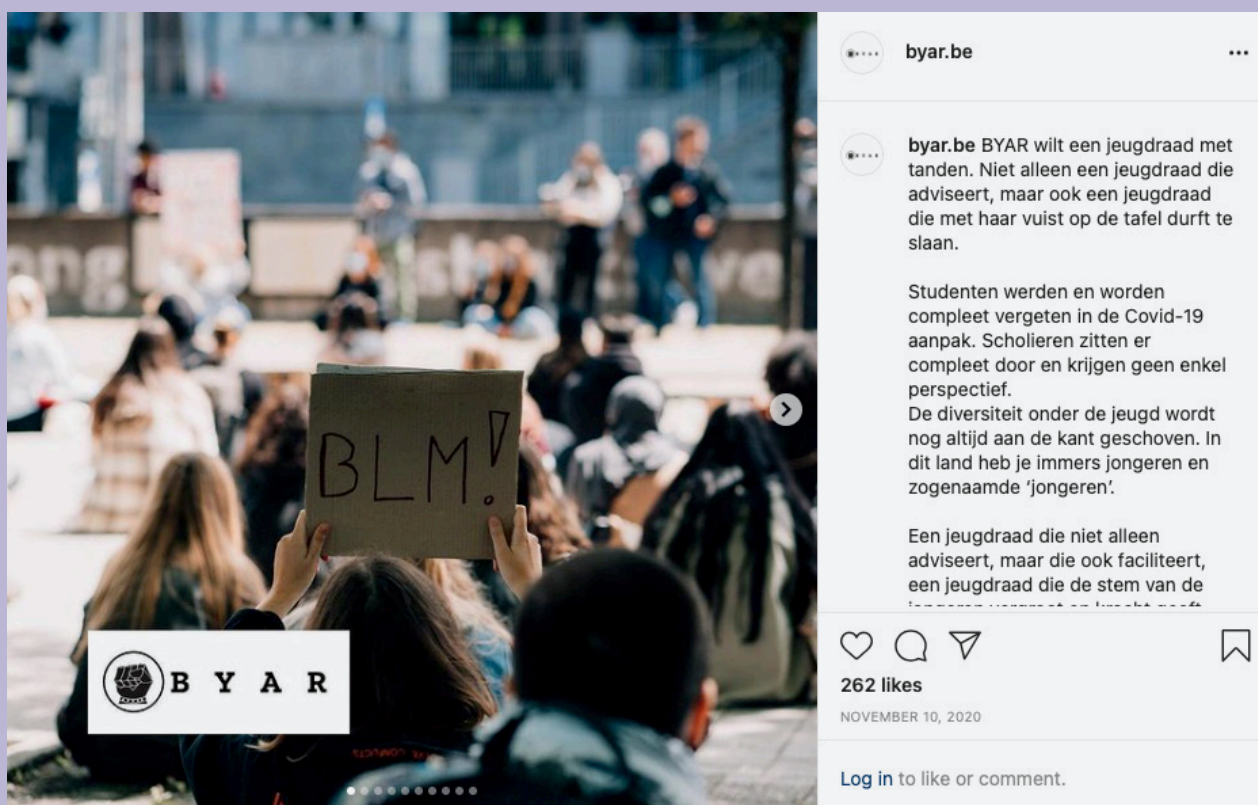 BLM!
BYAR
byar.be
byar.be BYAR wilt een jeugdraad met
tanden. Niet alleen een jeugdraad die
adviseert, maar ook een jeugdraad
die met haar vuist op de tafel durft te
slaan.
Studenten werden en worden
compleet vergeten in de Covid-19
aanpak. Scholieren zitten er
compleet door en krijgen geen enkel
perspectief.
De diversiteit onder de jeugd wordt
nog altijd aan de kant geschoven. In
dit land heb je immers jongeren en
zogenaamde ‘jongeren’.
Een jeugdraad die niet alleen
adviseert, maar die ook faciliteert,
een jeugdraad die de stem van de
262 likes
NOVEMBER 10, 2020
Log in to like or comment.